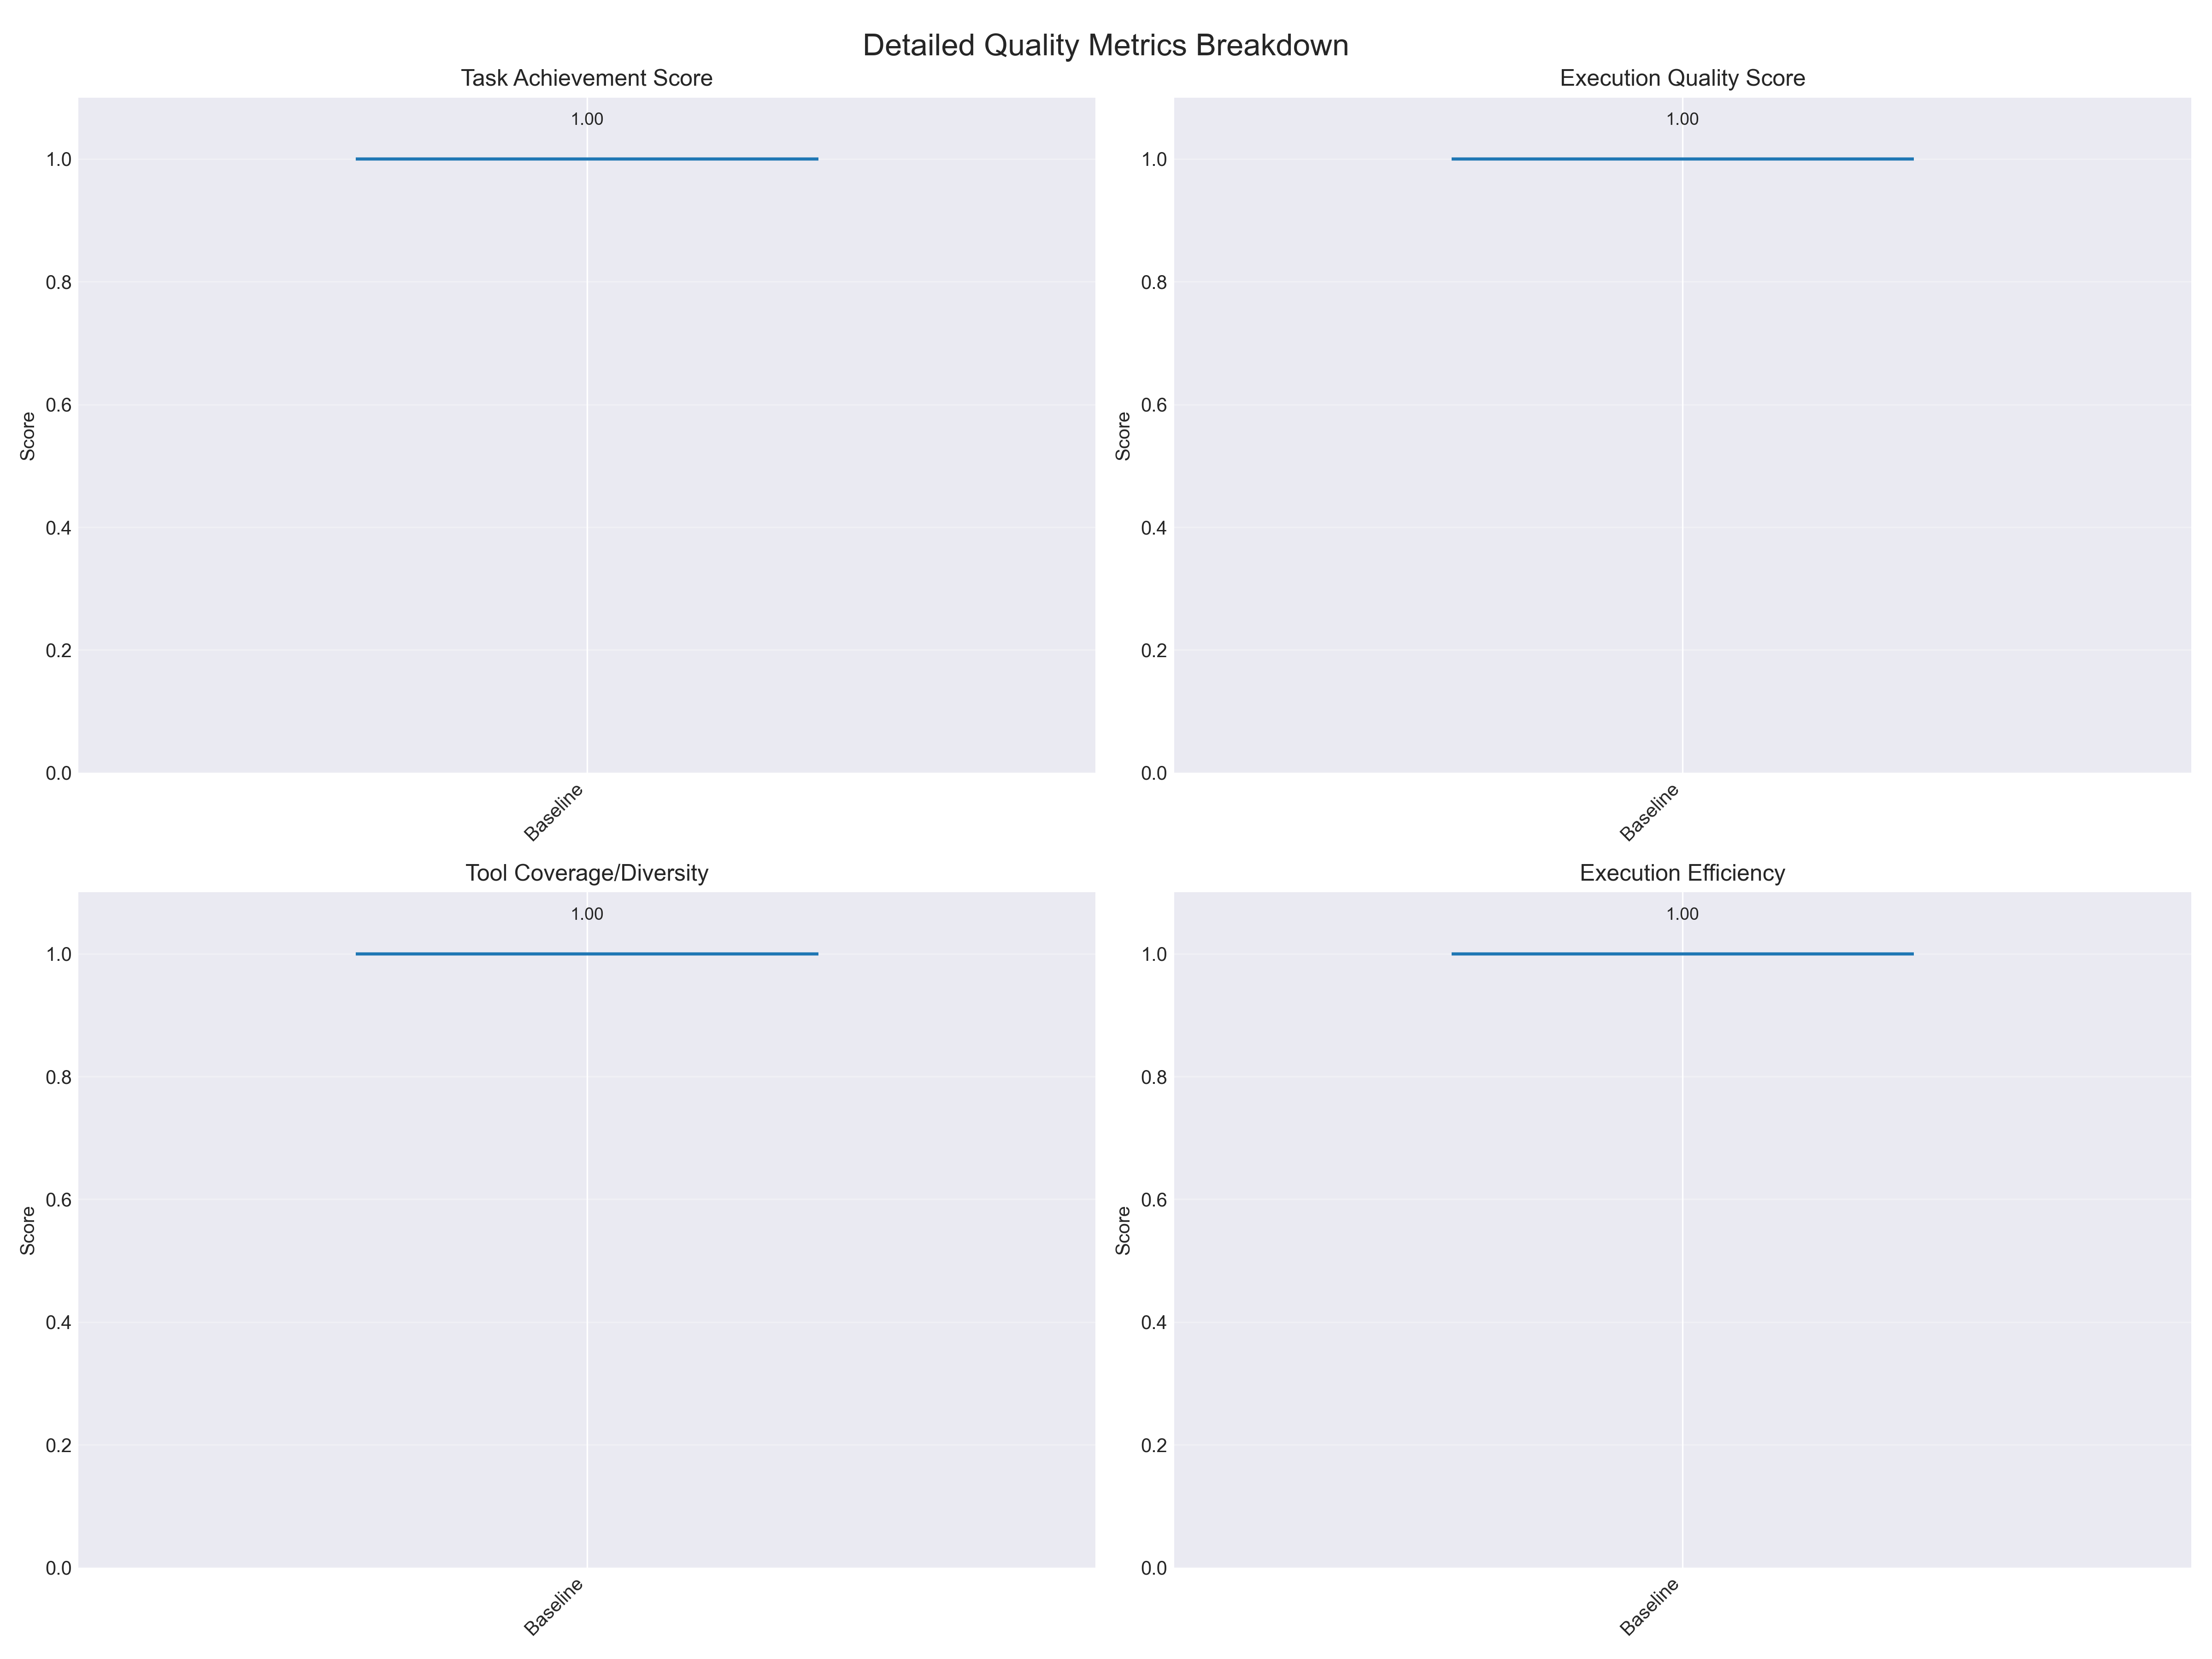 Detailed Quality Metrics Breakdown
Task Achievement Score
1.00
1.0
0.8
0.6
0.4
0.2
0.0
Score
Baseline
Execution Quality Score
1.00
1.0
0.8
0.6
0.4
0.2
0.0
Score
Baseline
Tool Coverage/Diversity
1.00
1.0
0.8
0.6
0.4
0.2
0.0
Score
Baseline
Execution Efficiency
1.00
1.0
0.8
0.6
0.4
0.2
0.0
Score
Baseline